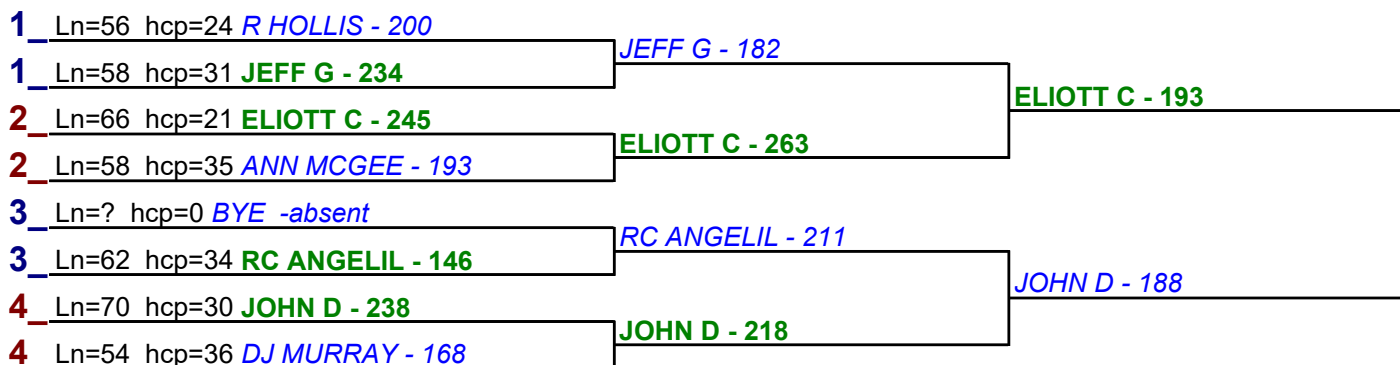 1_ Ln=56 hcp=24 R HOLLIS - 200
JEFF G - 182
1_ Ln=58 hcp=31 JEFF G - 234
ELIOTT C - 193
2_ Ln=66 hcp=21 ELIOTT C - 245
ELIOTT C - 263
2_ Ln=58 hcp=35 ANN MCGEE - 193
3_ Ln=? hcp=0 BYE -absent
RC ANGELIL - 211
3_ Ln=62 hcp=34 RC ANGELIL - 146
JOHN D - 188
4_ Ln=70 hcp=30 JOHN D - 238
JOHN D - 218
4 Ln=54 hcp=36 DJ MURRAY - 168